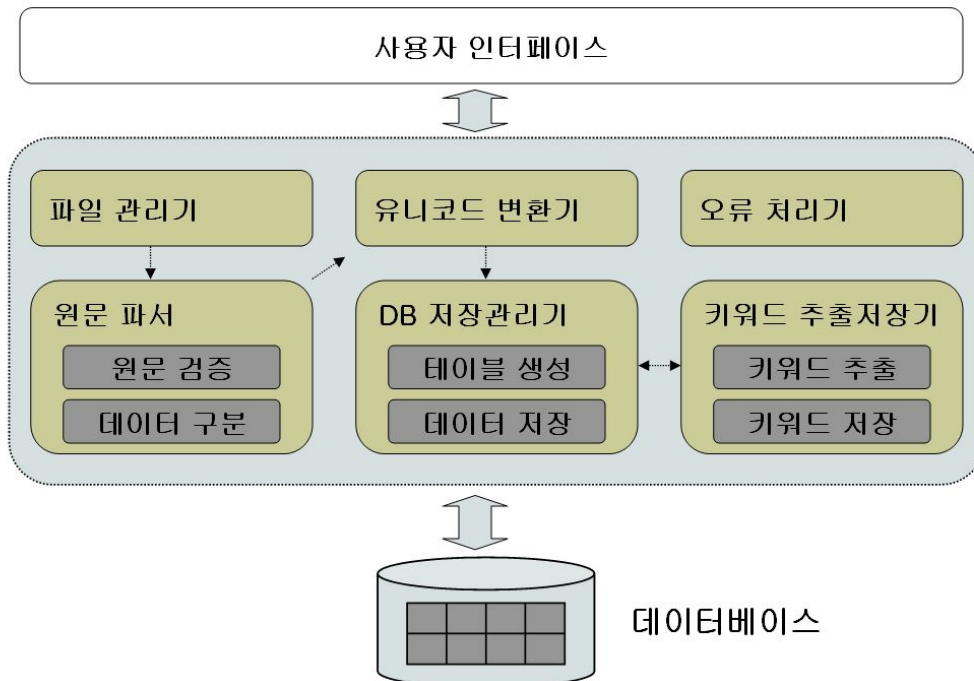 사용자 인터페이스
파일 관리기
유니코드 변환기
오류 처리기
원문 파서
원문 검증
데이터 구분
DB 저장관리기
테이블 생성
데이터 저장
키워드 추출저장기
키워드 추출
키워드 저장
데이터베이스